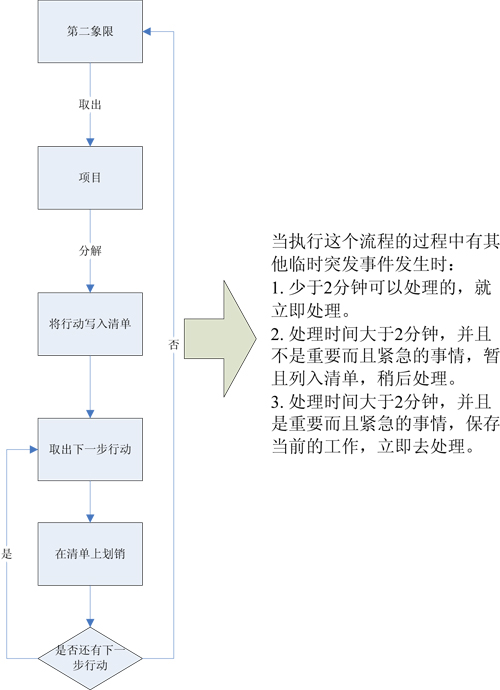 第二象限
取出
项目
分解
将行动写入清单
否
取出下一步行动
是
在清单上划销
是否还有下一
步行动
当执行这个流程的过程中有其
他临时突发事件发生时：
1. 少于2分钟可以处理的，就
立即处理。
2. 处理时间大于2分钟，并且
不是重要而且紧急的事情，暂
且列入清单，稍后处理。
3. 处理时间大于2分钟，并且
是重要而且紧急的事情，保存
当前的工作，立即去处理。